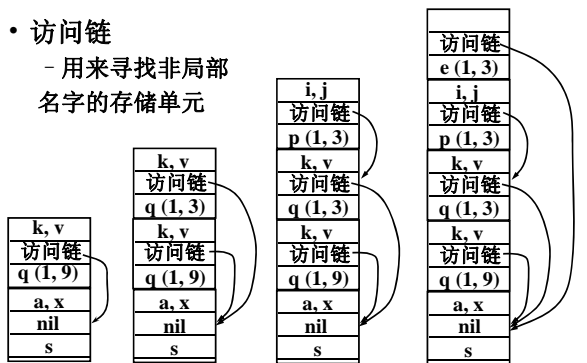 • 访问链
– 用来寻找非局部
名字的存储单元
k, v
访问链
q (1, 9)
a, x
nil
s
k, v
访问链
q (1, 3)
k, v
访问链
q (1, 9)
a, x
nil
s
i, j
访问链
p (1, 3)
k, v
访问链
q (1, 3)
k, v
访问链
q (1, 9)
a, x
nil
s
访问链
e (1, 3)
i, j
访问链
p (1, 3)
k, v
访问链
q (1, 3)
k, v
访问链
q (1, 9)
a, x
nil
s